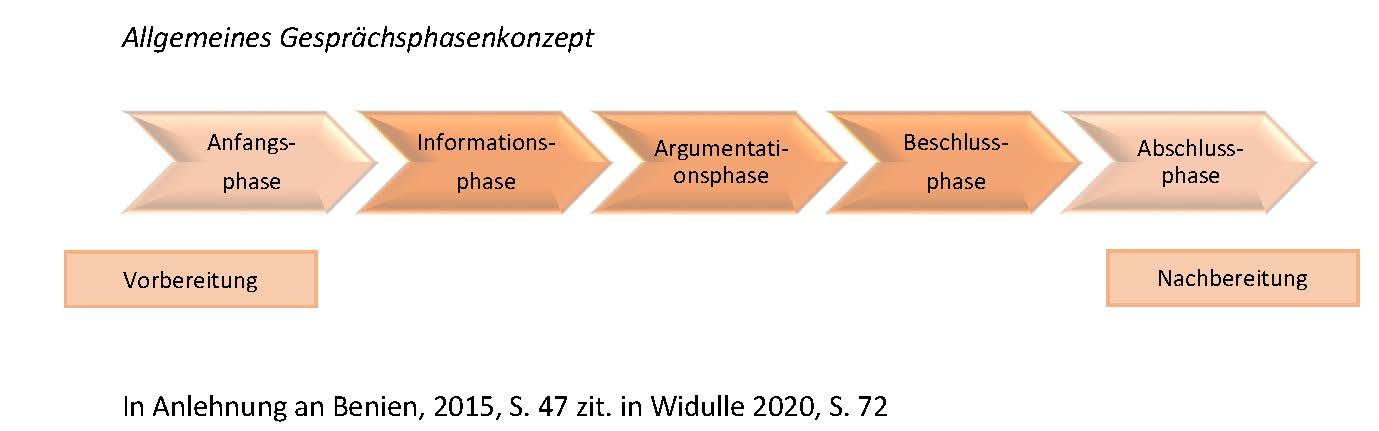 Allgemeines Gesprächsphasenkonzept
Anfangs-
phase
Informations-
phase
Argumentati-
onsphase
Beschluss-
phase
Abschluss-
phase
Vorbereitung
Nachbereitung
In Anlehnung an Benien, 2015, S. 47 zit. in Widulle 2020, S. 72